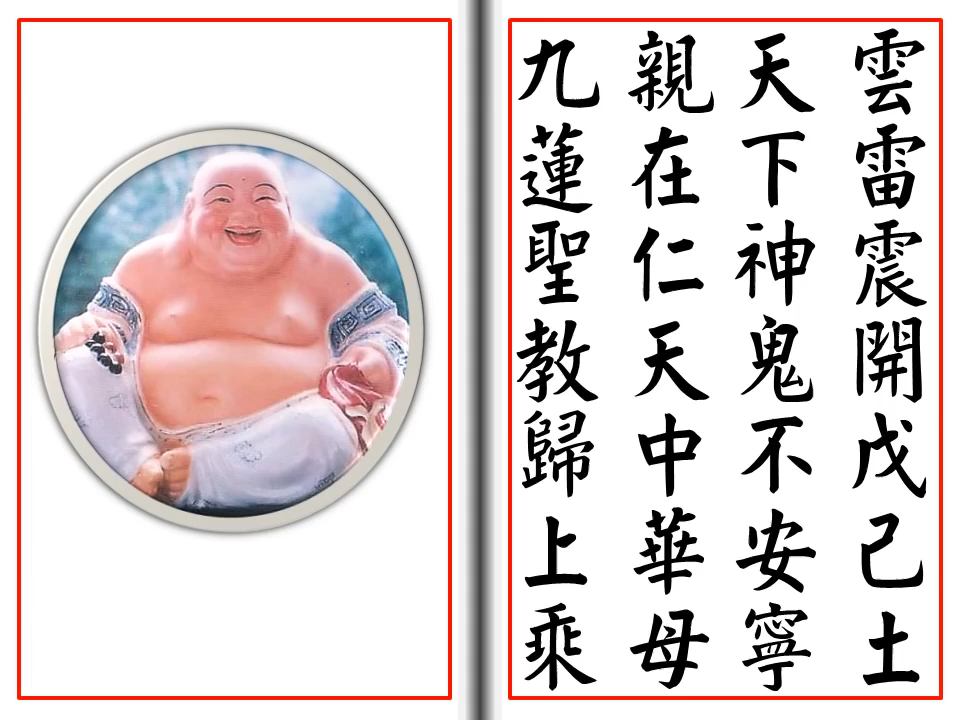 雲雷震開戊己土
天下神鬼不安寧
親在仁天中華母
九蓮聖教歸上乘